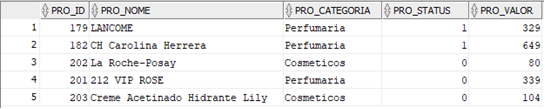 PRO_ID PRO_NOME PRO_CATEGORIA PRO_STATUS PRO_VALOR
1 179 LANCOME Perfumaria 1 329
2 182 CH Carolina Herrera Perfumaria 1 649
3 202 La Roche-Posay Cosmeticos 0 80
4 201 212 VIP ROSE Perfumaria 0 339
5 203 Creme Acetinado Hidrante Lily Cosmeticos 0 104